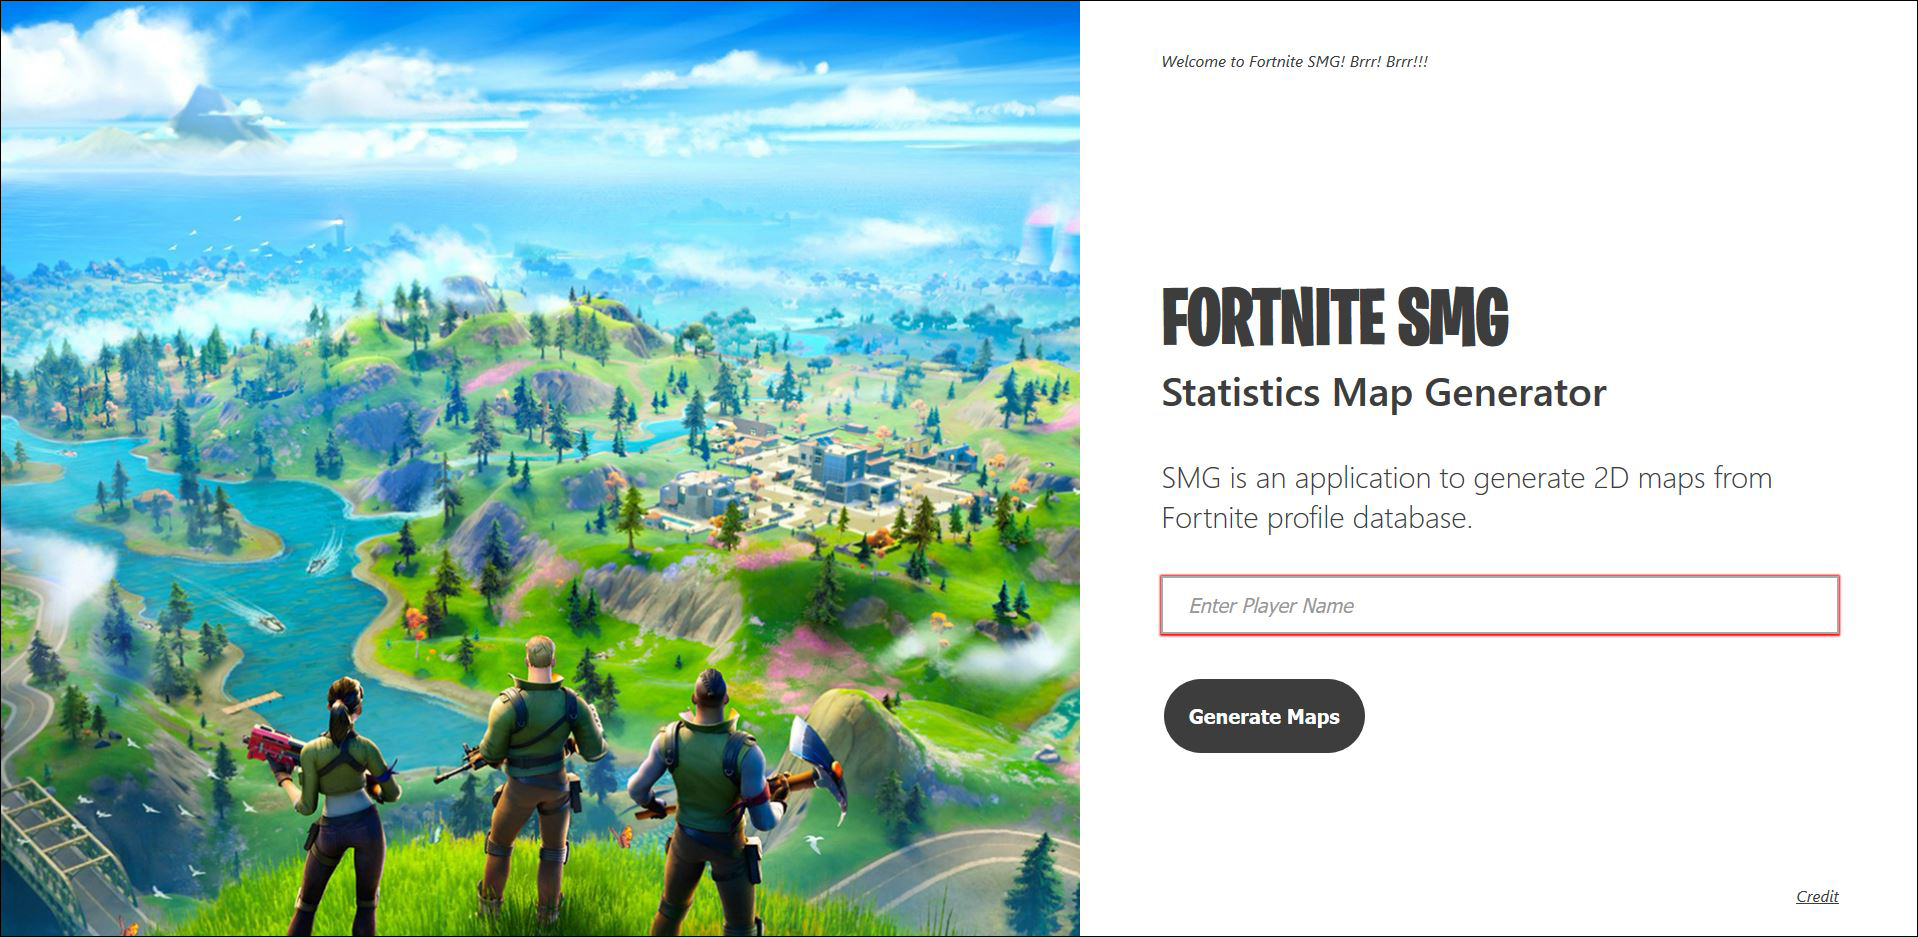 Welcome to Fortnite SMG! Brrr! Brrr!!!
FORTNITE SMG
Statistics Map Generator
SMG is an application to generate 2D maps from
Fortnite profile database.
Enter Player Name
Generate Maps
Credit